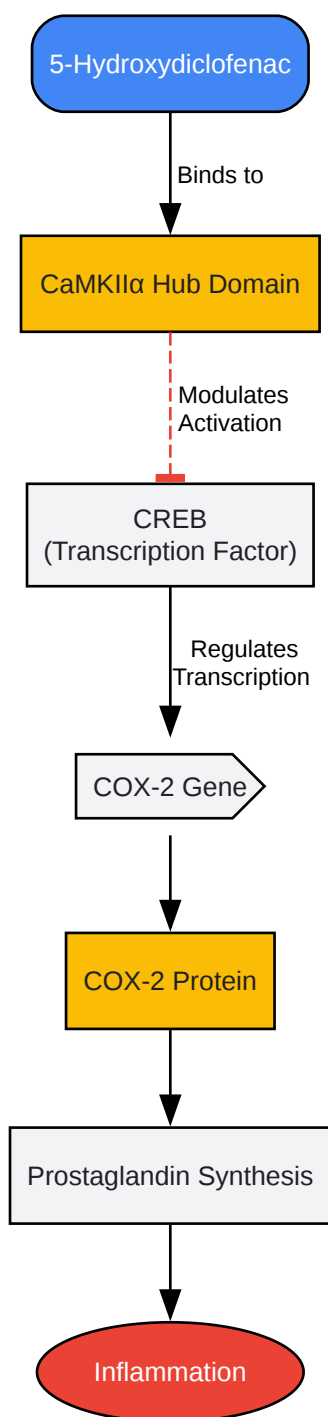 5-Hydroxydiclofenac
Binds to
CaMKIIα Hub Domain
Modulates
Activation
CREB
(Transcription Factor)
Regulates
Transcription
COX-2 Gene
COX-2 Protein
Prostaglandin Synthesis
Inflammation